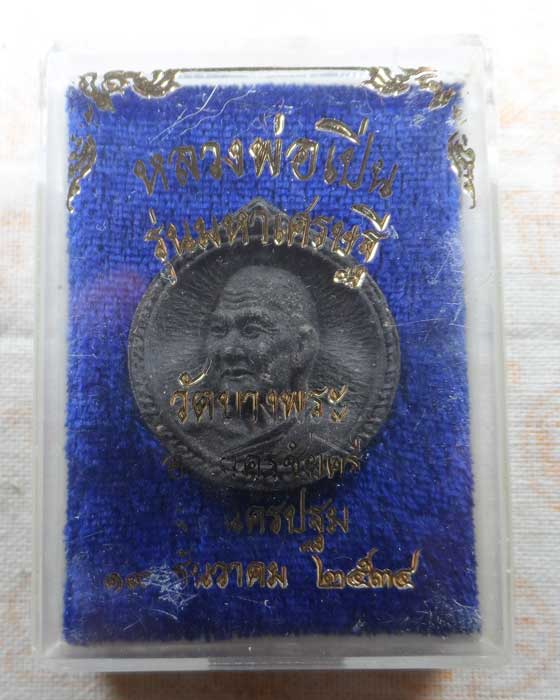 หลวงพ่อเปิ่น
รุ่นมหาเศรษฐี
วัดบางพระ
นครปฐม
ธันวาคม ๒๕๓๔